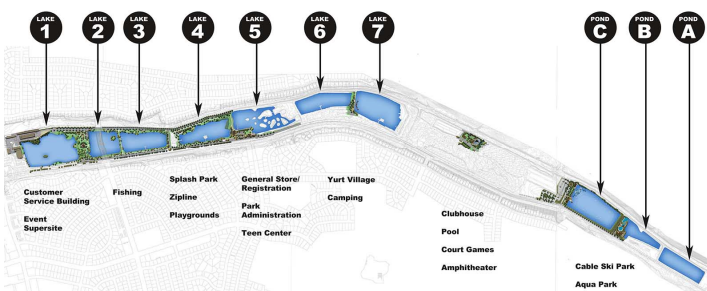 LAKE
1
LAKE
2
LAKE
3
LAKE
4
LAKE
5
LAKE
6
LAKE
7
POND
C
POND
B
POND
A
Customer
Service Building
Event
Supersite
Fishing
Splash Park
Zipline
Playgrounds
General Store/
Registration
Park
Administration
Teen Center
Yurt Village
Camping
Clubhouse
Pool
Court Games
Amphitheater
Cable Ski Park
Aqua Park